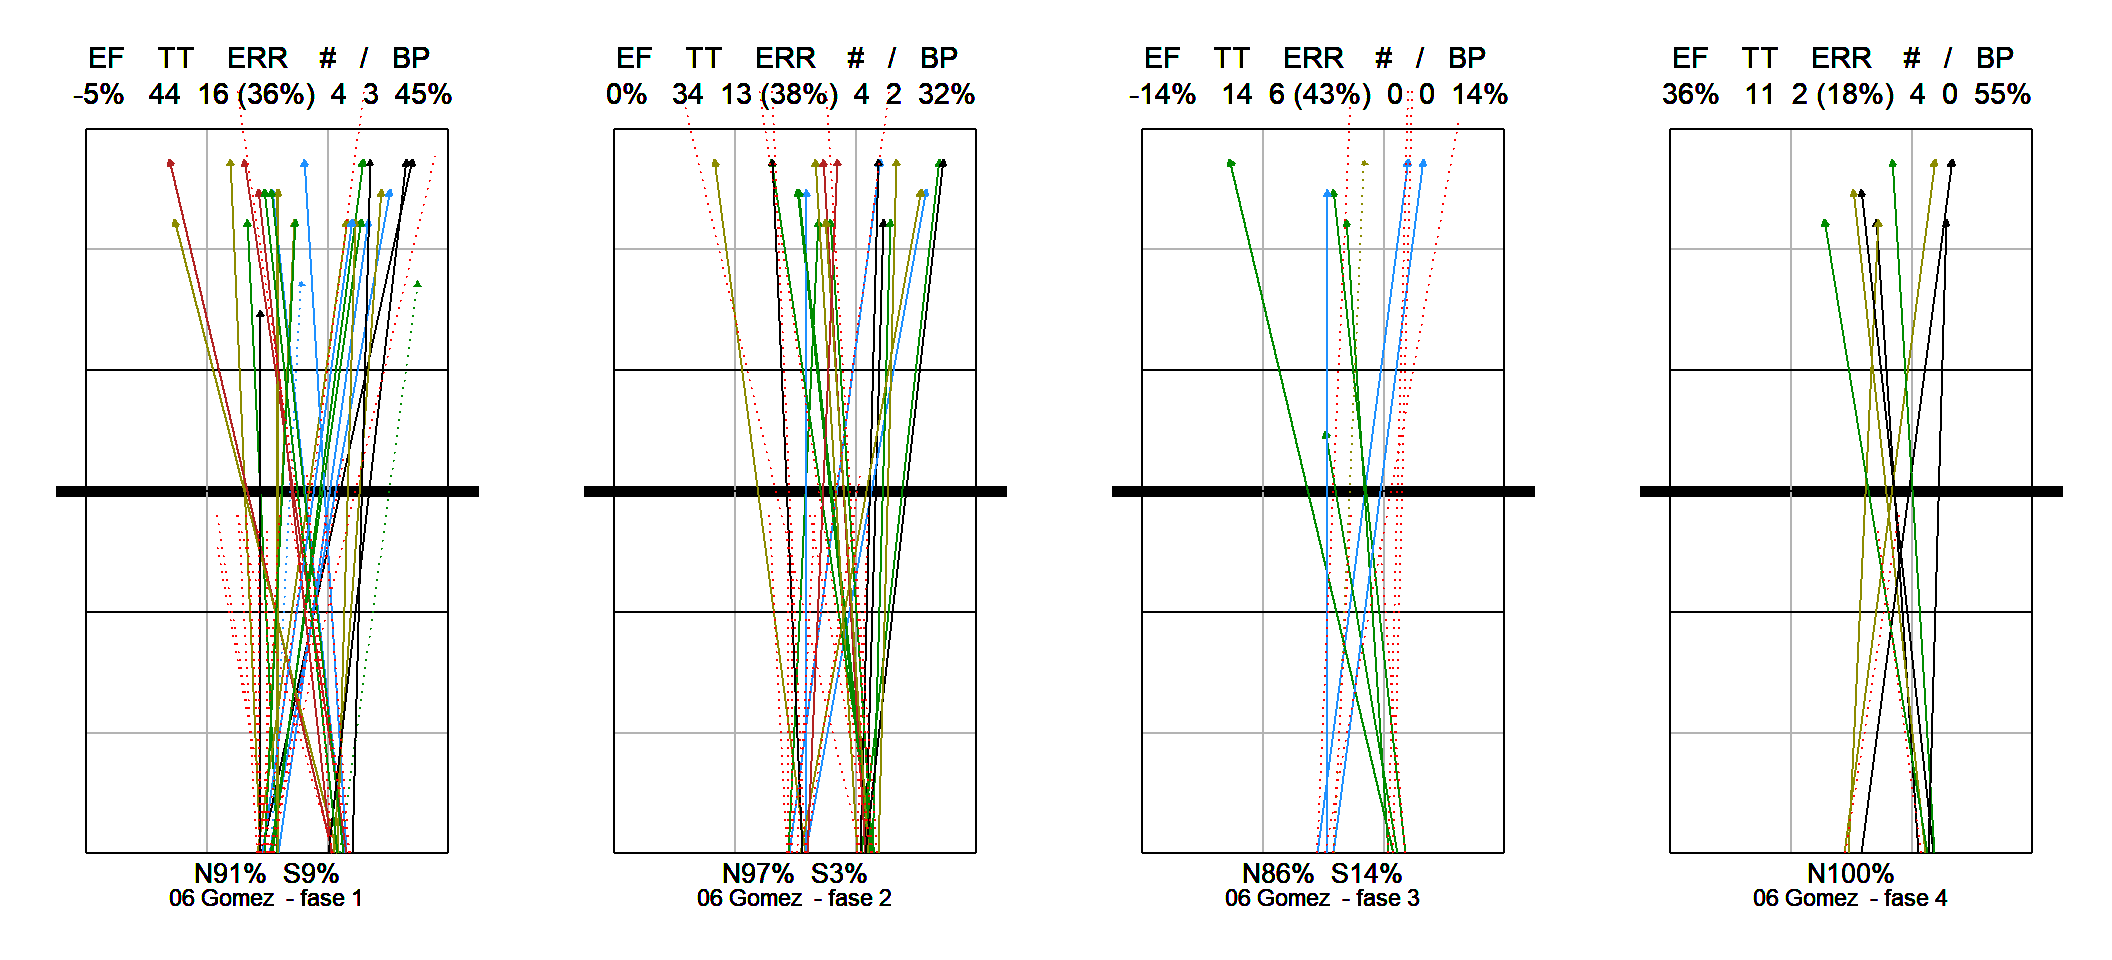 EF TT ERR # / BP
-5% 44 16 (36%) 4 3 45%
N91% S9%
06 Gomez - fase 1
EF TT ERR # / BP
0% 34 13 (38%) 4 2 32%
N97% S3%
06 Gomez - fase 2
EF TT ERR # / BP
-14% 14 6 (43%) 0 0 14%
N86% S14%
06 Gomez - fase 3
EF TT ERR # / BP
36% 11 2 (18%) 4 0 55%
N100%
06 Gomez - fase 4